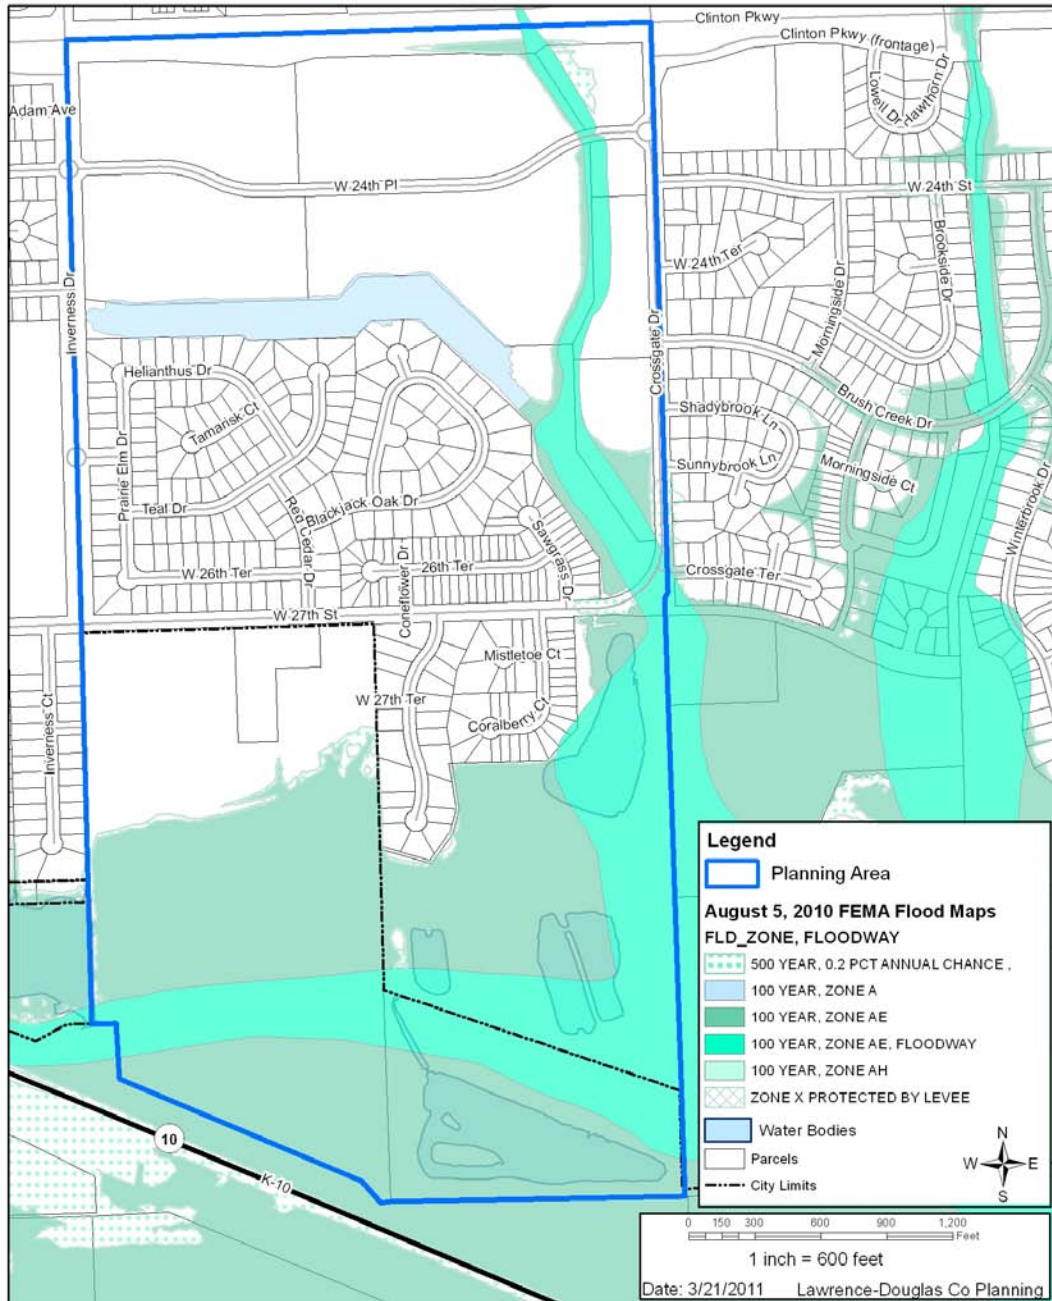 Clinton Pkwy
Clinton Pkwy (frontage)
Lowell Dr
Hawthorn Dr
Adam Ave
W 24th Pl
W 24th St
W 24th Ter
Brookside Dr
Morningside Dr
Inverness Dr
Crossgate Dr
Helianthus Dr
Tamarisk Ct
Prairie Elm Dr
Teal Dr
Red Cedar Dr
Blackjack Oak Dr
Brush Creek Dr
Shadybrook Ln
Sunnybrook Ln
Morningside Ct
Winterbrook Dr
W 26th Ter
26th Ter
Coneflower Dr
Sawgrass Dr
Crossgate Ter
W 27th St
Mistletoe Ct
W 27th Ter
Coralberry Ct
Inverness Ct
10
K-10
Legend
Planning Area
August 5, 2010 FEMA Flood Maps
FLD_ZONE, FLOODWAY
500 YEAR, 0.2 PCT ANNUAL CHANCE ,
100 YEAR, ZONE A
100 YEAR, ZONE AE
100 YEAR, ZONE AE, FLOODWAY
100 YEAR, ZONE AH
ZONE X PROTECTED BY LEVEE
Water Bodies
Parcels
City Limits
N
W E
S
0 150 300 600 900 1,200
Feet
1 inch = 600 feet
Date: 3/21/2011 Lawrence-Douglas Co Planning